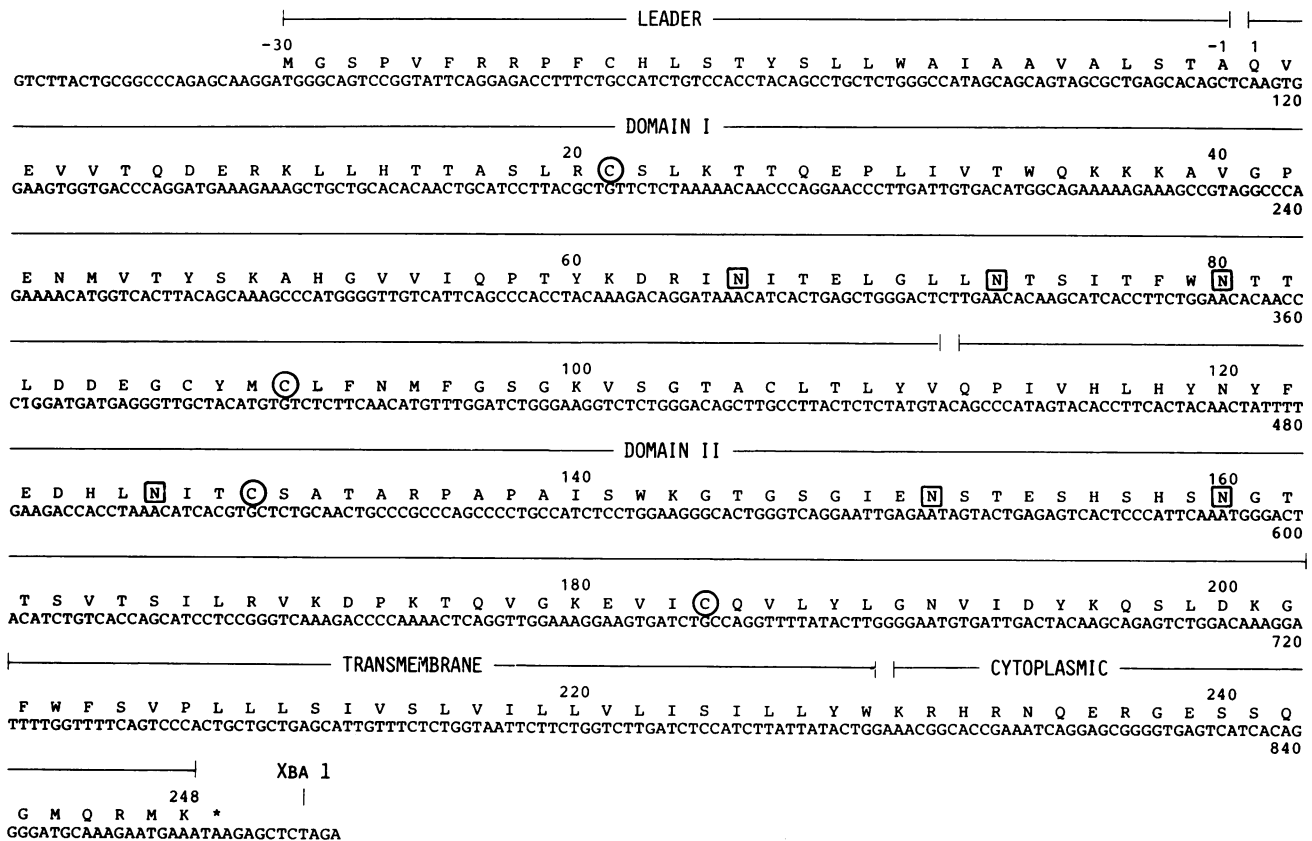 LEADER
-30 -1 1
M G S P V F R R P F C H L S T Y S L L W A I A A V A L S T A Q V
GTCTTACTGCGGCCCAGAGCAAGGATGGGCAGTCCGGTATTCAGGAGACCTTTCTGCCATCTGTCCACCTACAGCCTGCTCTGGGCCATAGCAGCAGTAGCGCTGAGCACAGCTCAAGTG
120
DOMAIN I
20 40
E V V T Q D E R K L L H T T A S L R C S L K T T Q E P L I V T W Q K K K A V G P
GAAGTGGTGACCCAGGATGAAAGAAAGCTGCTGCACACAACTGCATCCTTACGCTGTTCTCTAAAAACAACCCAGGAACCCTTGATTGTGACATGGCAGAAAAAGAAAGCCGTAGGCCCA
240
60 80
E N M V T Y S K A H G V V I Q P T Y K D R I N I T E L G L L N T S I T F W N T T
GAAAACATGGTCACTTACAGCAAAGCCCATGGGGTTGTCATTCAGCCCACCTACAAAGACAGGATAAACATCACTGAGCTGGGACTCTTGAACACAAGCATCACCTTCTGGAACACAACC
360
100
L D D E G C Y M C L F N M F G S G K V S G T A C L T L Y V Q P I V H L H Y N Y F
120
CTGGATGATGAGGGTTGCTACATGTGTCTCTTCAACATGTTTGGATCTGGGAAGGTCTCTGGGACAGCTTGCCTTACTCTCTATGTACAGCCCATAGTACACCTTCACTACAACTATTTT
480
DOMAIN II
140 160
E D H L N I T C S A T A R P A P A I S W K G T G S G I E N S T E S H S H S N G T
GAAGACCACCTAAACATCACGTGCTCTGCAACTGCCCGCCCAGCCCCTGCCATCTCCTGGAAGGGCACTGGGTCAGGAATTGAGAATAGTACTGAGAGTCACTCCCATTCAAATGGGACT
600
180 200
T S V T S I L R V K D P K T Q V G K E V I C Q V L Y L G N V I D Y K Q S L D K G
ACATCTGTCACCAGCATCCTCCGGGTCAAAGACCCCAAAACTCAGGTTGGAAAGGAAGTGATCTGCCAGGTTTTATACTTGGGGAATGTGATTGACTACAAGCAGAGTCTGGACAAAGGA
720
TRANSMEMBRANE CYTOPLASMIC
220 240
F W F S V P L L L S I V S L V I L L V L I S I L L Y W K R H R N Q E R G E S S Q
TTTTGGTTTTCAGTCCCACTGCTGCTGAGCATTGTTTCTCTGGTAATTCTTCTGGTCTTGATCTCCATCTTATTATACTGGAAACGGCACCGAAATCAGGAGCGGGGTGAGTCATCACAG
840
XBA 1
248
G M Q R M K *
GGGATGCAAAGAATGAAATAAGAGCTCTAGA